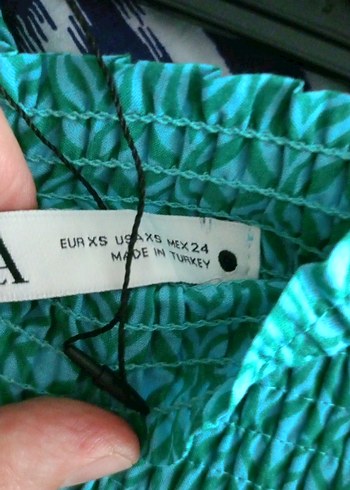 A
EUR XS USA XS MEX 24
MADE IN TURKEY